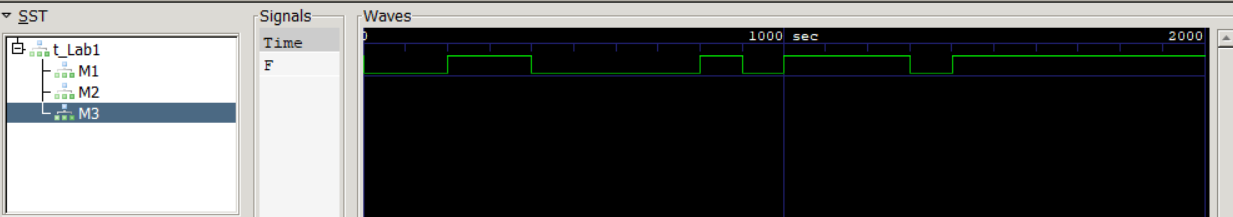 SST
t_Lab1
M1
M2
M3
Signals
Time
F
Waves
0 1000 sec 2000